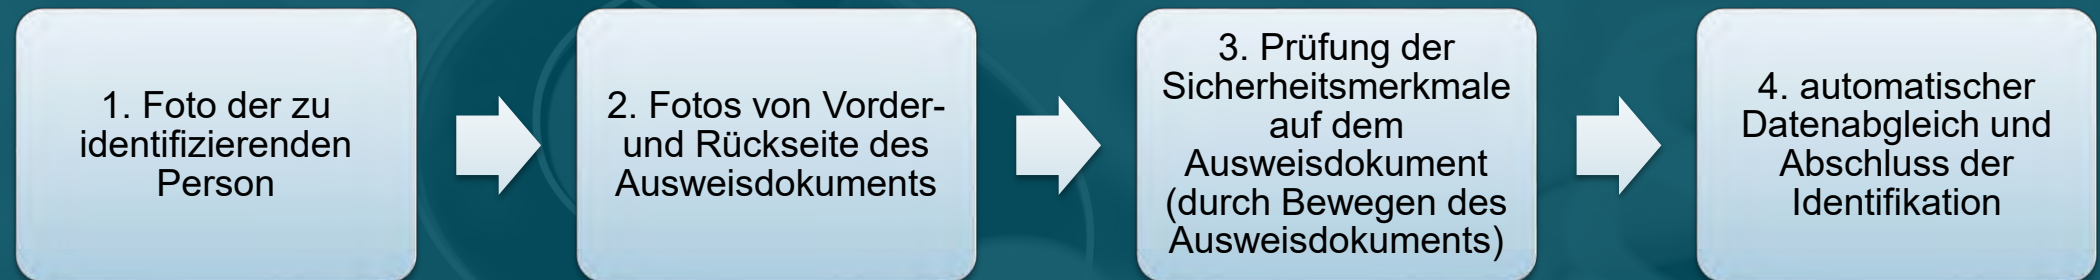 1. Foto der zu
identifizierenden
Person
2. Fotos von Vorder-
und Rückseite des
Ausweisdokuments
3. Prüfung der
Sicherheitsmerkmale
auf dem
Ausweisdokument
(durch Bewegen des
Ausweisdokuments)
4. automatischer
Datenabgleich und
Abschluss der
Identifikation